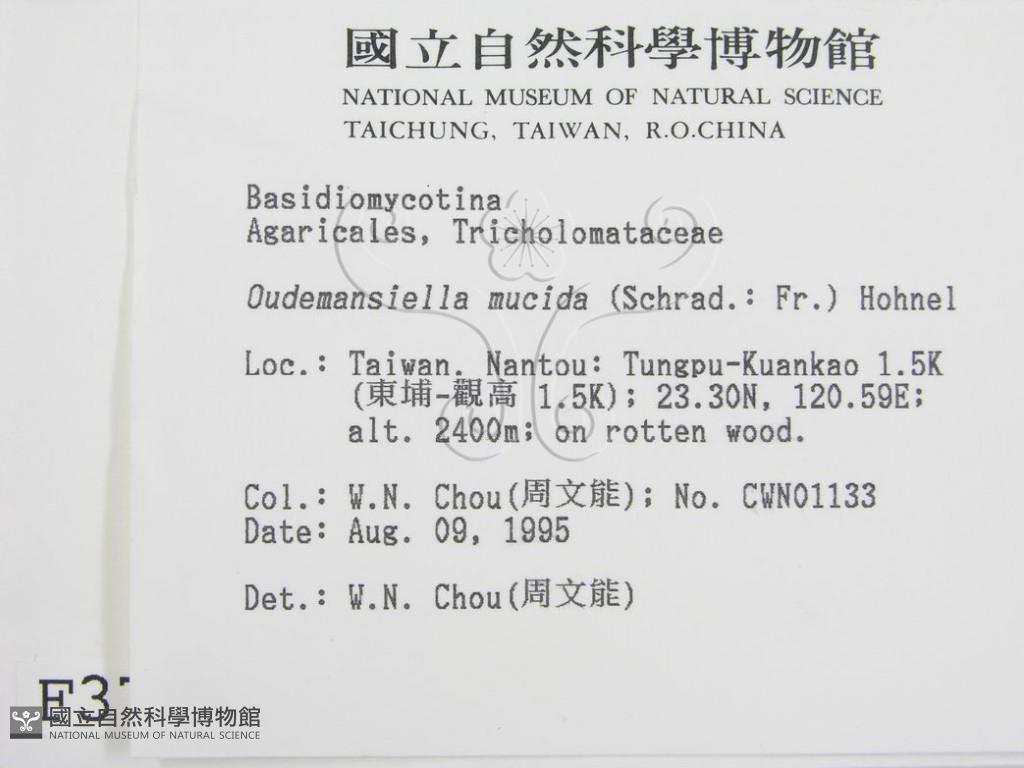 國立自然科學博物館
NATIONAL MUSEUM OF NATURAL SCIENCE
TAICHUNG, TAIWAN, R.O.CHINA
Basidiomycotina
Agaricales, Tricholomataceae
Oudemansiella mucida (Schrad.: Fr.) Hohnel
Loc.: Taiwan. Nantou: Tungpu-Kuankao 1.5K
(東埔-觀高 1.5K); 23.30N, 120.59E;
alt. 2400m; on rotten wood.
Col.: W.N. Chou(周文能); No. CWN01133
Date: Aug. 09, 1995
Det.: W.N. Chou(周文能)
F3
國立自然科學博物館
NATIONAL MUSEUM OF NATURAL SCIENCE